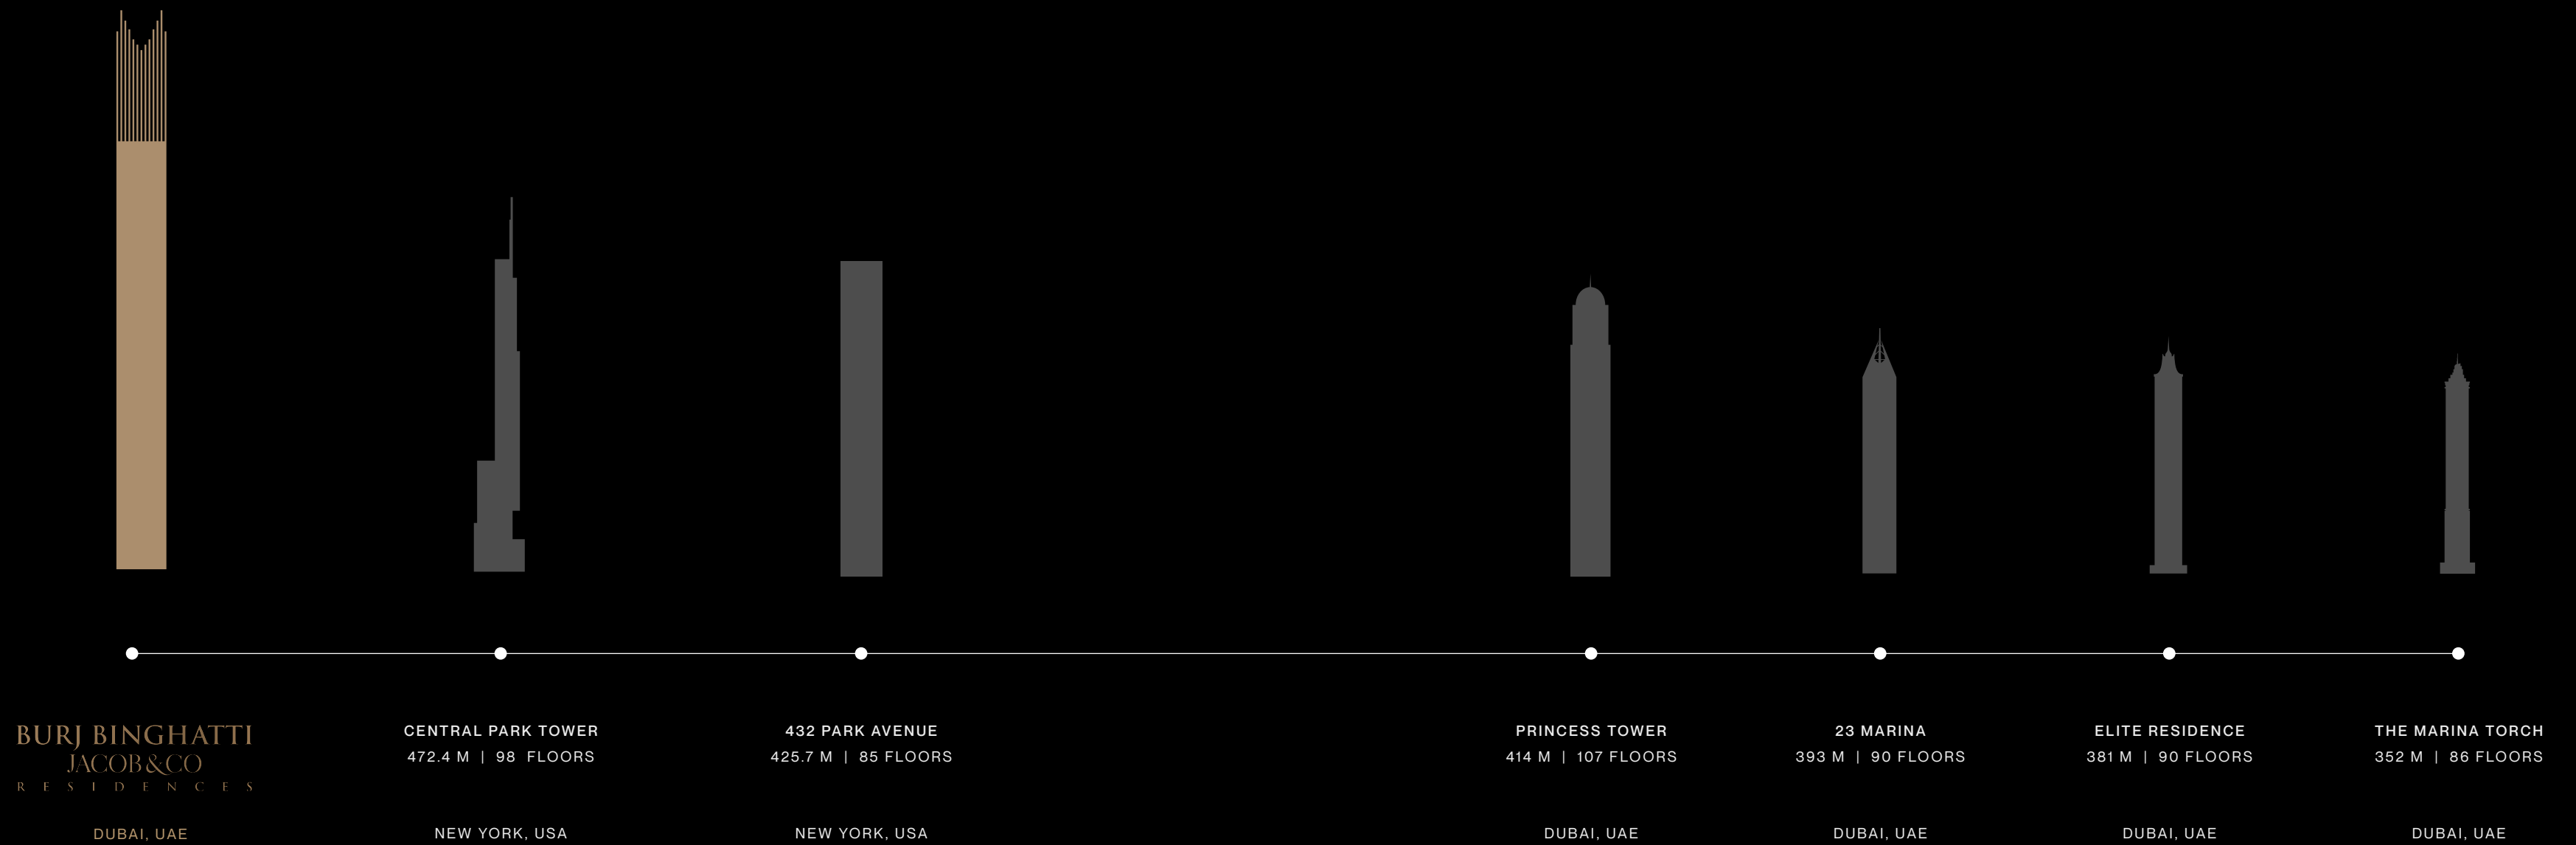 BURJ BINGHATTI
JACOB&CO
RESIDENCES
DUBAI, UAE
CENTRAL PARK TOWER
472.4 M | 98 FLOORS
NEW YORK, USA
432 PARK AVENUE
425.7 M | 85 FLOORS
NEW YORK, USA
PRINCESS TOWER
414 M | 107 FLOORS
DUBAI, UAE
23 MARINA
393 M | 90 FLOORS
DUBAI, UAE
ELITE RESIDENCE
381 M | 90 FLOORS
DUBAI, UAE
THE MARINA TORCH
352 M | 86 FLOORS
DUBAI, UAE